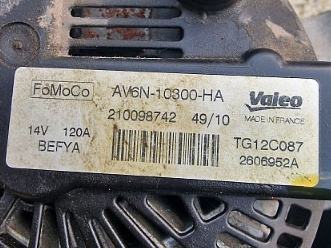 FoMoCo AV6N-10300-HA Valeo
210098742 49/10 MADE IN FRANCE
14V 120A TG12C087
BEFYA 2606952A